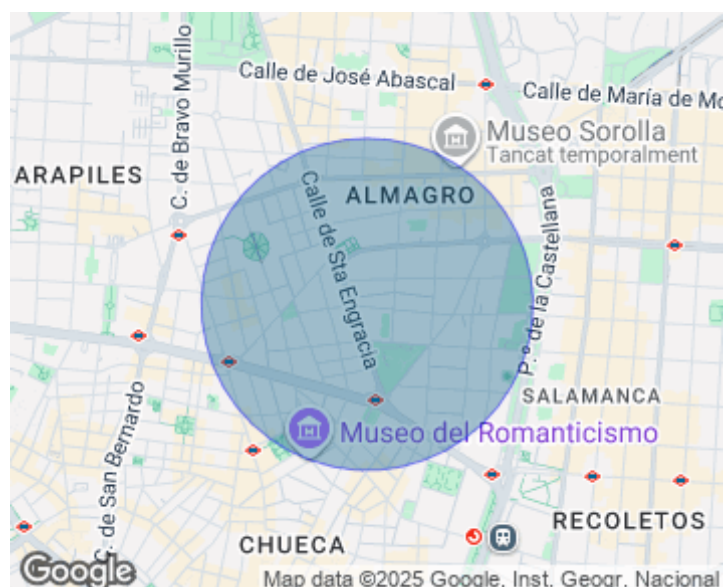 Calle de José Abascal
Calle de María de Mo
C. de Bravo Murillo
Museo Sorolla
Tancat temporalment
ARAPILES
ALMAGRO
Calle de Sta Engracia
P.º de la Castellana
SALAMANCA
Museo del Romanticismo
C. de San Bernardo
RECOLETOS
CHUECA
Google
Map data ©2025 Google, Inst. Geogr. Nacional